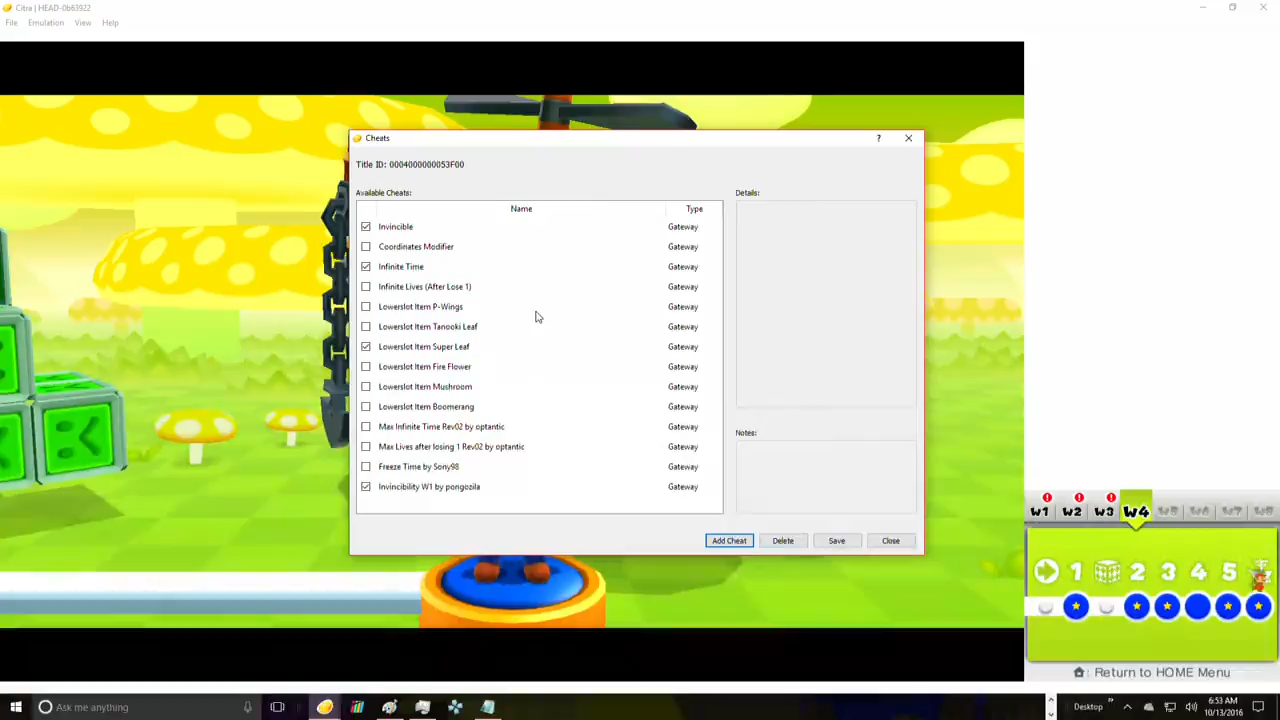 Citra | HEAD-0b63922
File Emulation View Help
Cheats ?
Title ID: 0004000000053F00
Available Cheats:
Details:
Name Type
Invincible Gateway
Coordinates Modifier Gateway
Infinite Time Gateway
Infinite Lives (After Lose 1) Gateway
Lowerslot Item P-Wings Gateway
Lowerslot Item Tanooki Leaf Gateway
Lowerslot Item Super Leaf Gateway
Lowerslot Item Fire Flower Gateway
Lowerslot Item Mushroom Gateway
Lowerslot Item Boomerang Gateway
Max Infinite Time Rev02 by optantic Gateway
Max Lives after losing 1 Rev02 by optantic Gateway
Freeze Time by Sony98 Gateway
Invincibility W1 by pongozila Gateway
Notes:
Add Cheat Delete Save Close
W1 W2 W3 W4 W5 W6 W7 W8
1 2 3 4 5
Return to HOME Menu
Ask me anything
Desktop
6:53 AM
10/13/2016